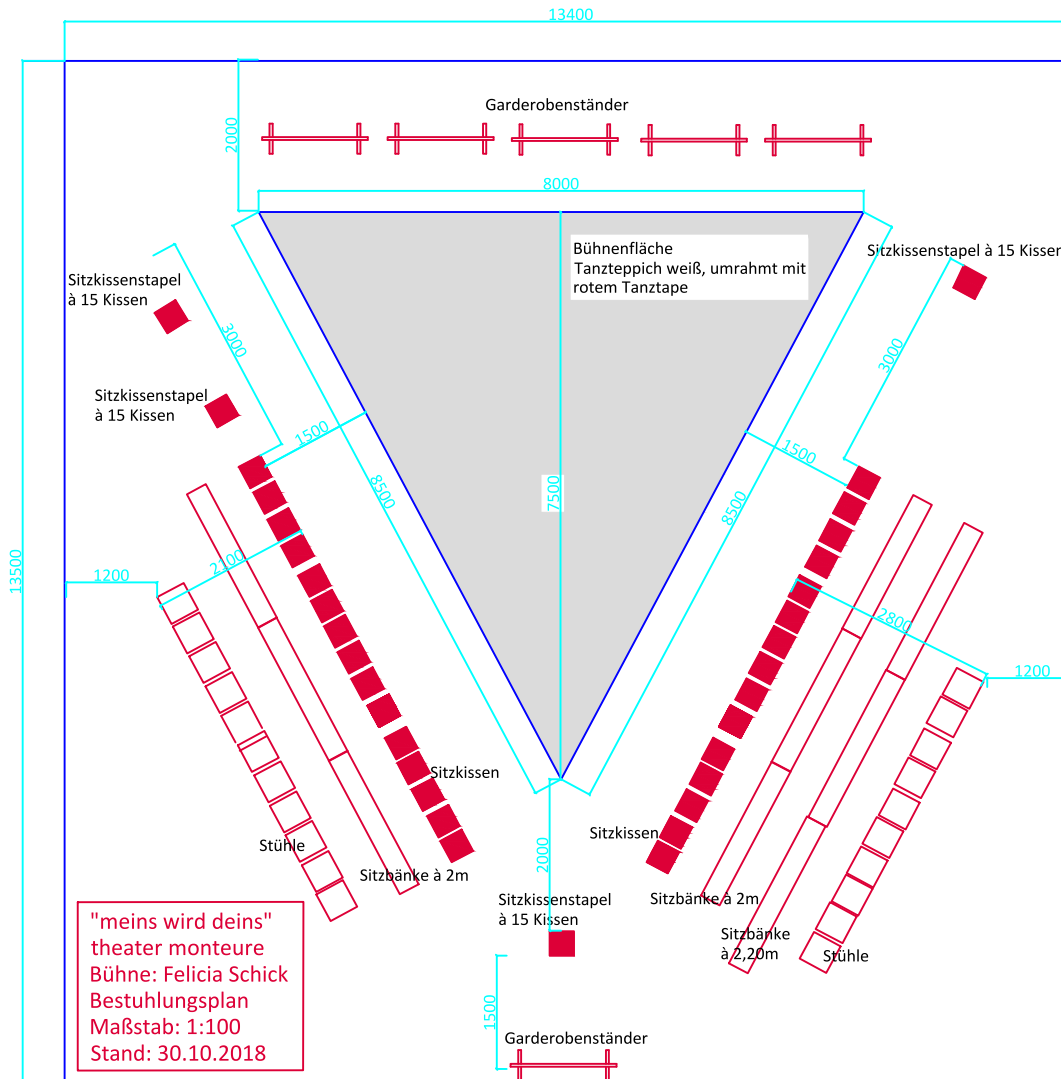 13400
Garderobenständer
2000
8000
Bühnenfläche
Tanzteppich weiß, umrahmt mit
rotem Tanztape
Sitzkissenstapel à 15 Kissen
Sitzkissenstapel
à 15 Kissen
3000
3000
Sitzkissenstapel
à 15 Kissen
1500
1500
8500
7500
8500
13500
1200
2100
2800
1200
Sitzkissen
Sitzkissen
Stühle
Sitzbänke à 2m
2000
Sitzkissenstapel
à 15 Kissen
Sitzbänke à 2m
Sitzbänke
à 2,20m
Stühle
"meins wird deins"
theater monteure
Bühne: Felicia Schick
Bestuhlungsplan
Maßstab: 1:100
Stand: 30.10.2018
1500
Garderobenständer